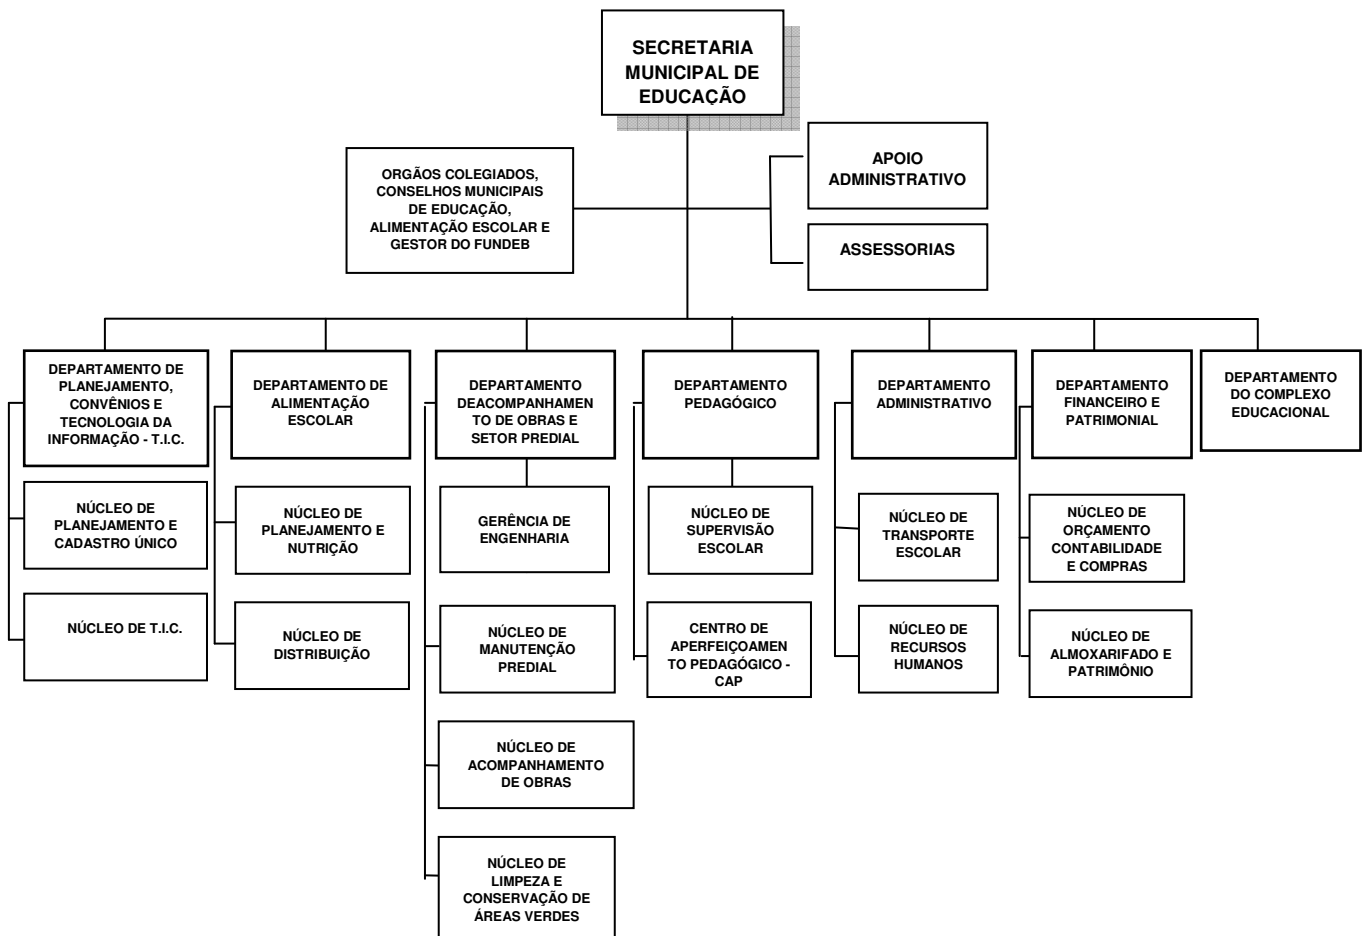 SECRETARIA
MUNICIPAL DE
EDUCAÇÃO
ORGÃOS COLEGIADOS,
CONSELHOS MUNICIPAIS
DE EDUCAÇÃO,
ALIMENTAÇÃO ESCOLAR E
GESTOR DO FUNDEB
APOIO
ADMINISTRATIVO
ASSESSORIAS
DEPARTAMENTO DE
PLANEJAMENTO,
CONVÊNIOS E
TECNOLOGIA DA
INFORMAÇÃO - T.I.C.
DEPARTAMENTO DE
ALIMENTAÇÃO
ESCOLAR
DEPARTAMENTO
DEACOMPANHAMEN
TO DE OBRAS E
SETOR PREDIAL
DEPARTAMENTO
PEDAGÓGICO
DEPARTAMENTO
ADMINISTRATIVO
DEPARTAMENTO
FINANCEIRO E
PATRIMONIAL
DEPARTAMENTO
DO COMPLEXO
EDUCACIONAL
NÚCLEO DE
PLANEJAMENTO E
CADASTRO ÚNICO
NÚCLEO DE
PLANEJAMENTO E
NUTRIÇÃO
GERÊNCIA DE
ENGENHARIA
NÚCLEO DE
SUPERVISÃO
ESCOLAR
NÚCLEO DE
TRANSPORTE
ESCOLAR
NÚCLEO DE
ORÇAMENTO
CONTABILIDADE
E COMPRAS
NÚCLEO DE T.I.C.
NÚCLEO DE
DISTRIBUIÇÃO
NÚCLEO DE
MANUTENÇÃO
PREDIAL
CENTRO DE
APERFEIÇOAMEN
TO PEDAGÓGICO -
CAP
NÚCLEO DE
RECURSOS
HUMANOS
NÚCLEO DE
ALMOXARIFADO E
PATRIMÔNIO
NÚCLEO DE
ACOMPANHAMENTO
DE OBRAS
NÚCLEO DE
LIMPEZA E
CONSERVAÇÃO DE
ÁREAS VERDES